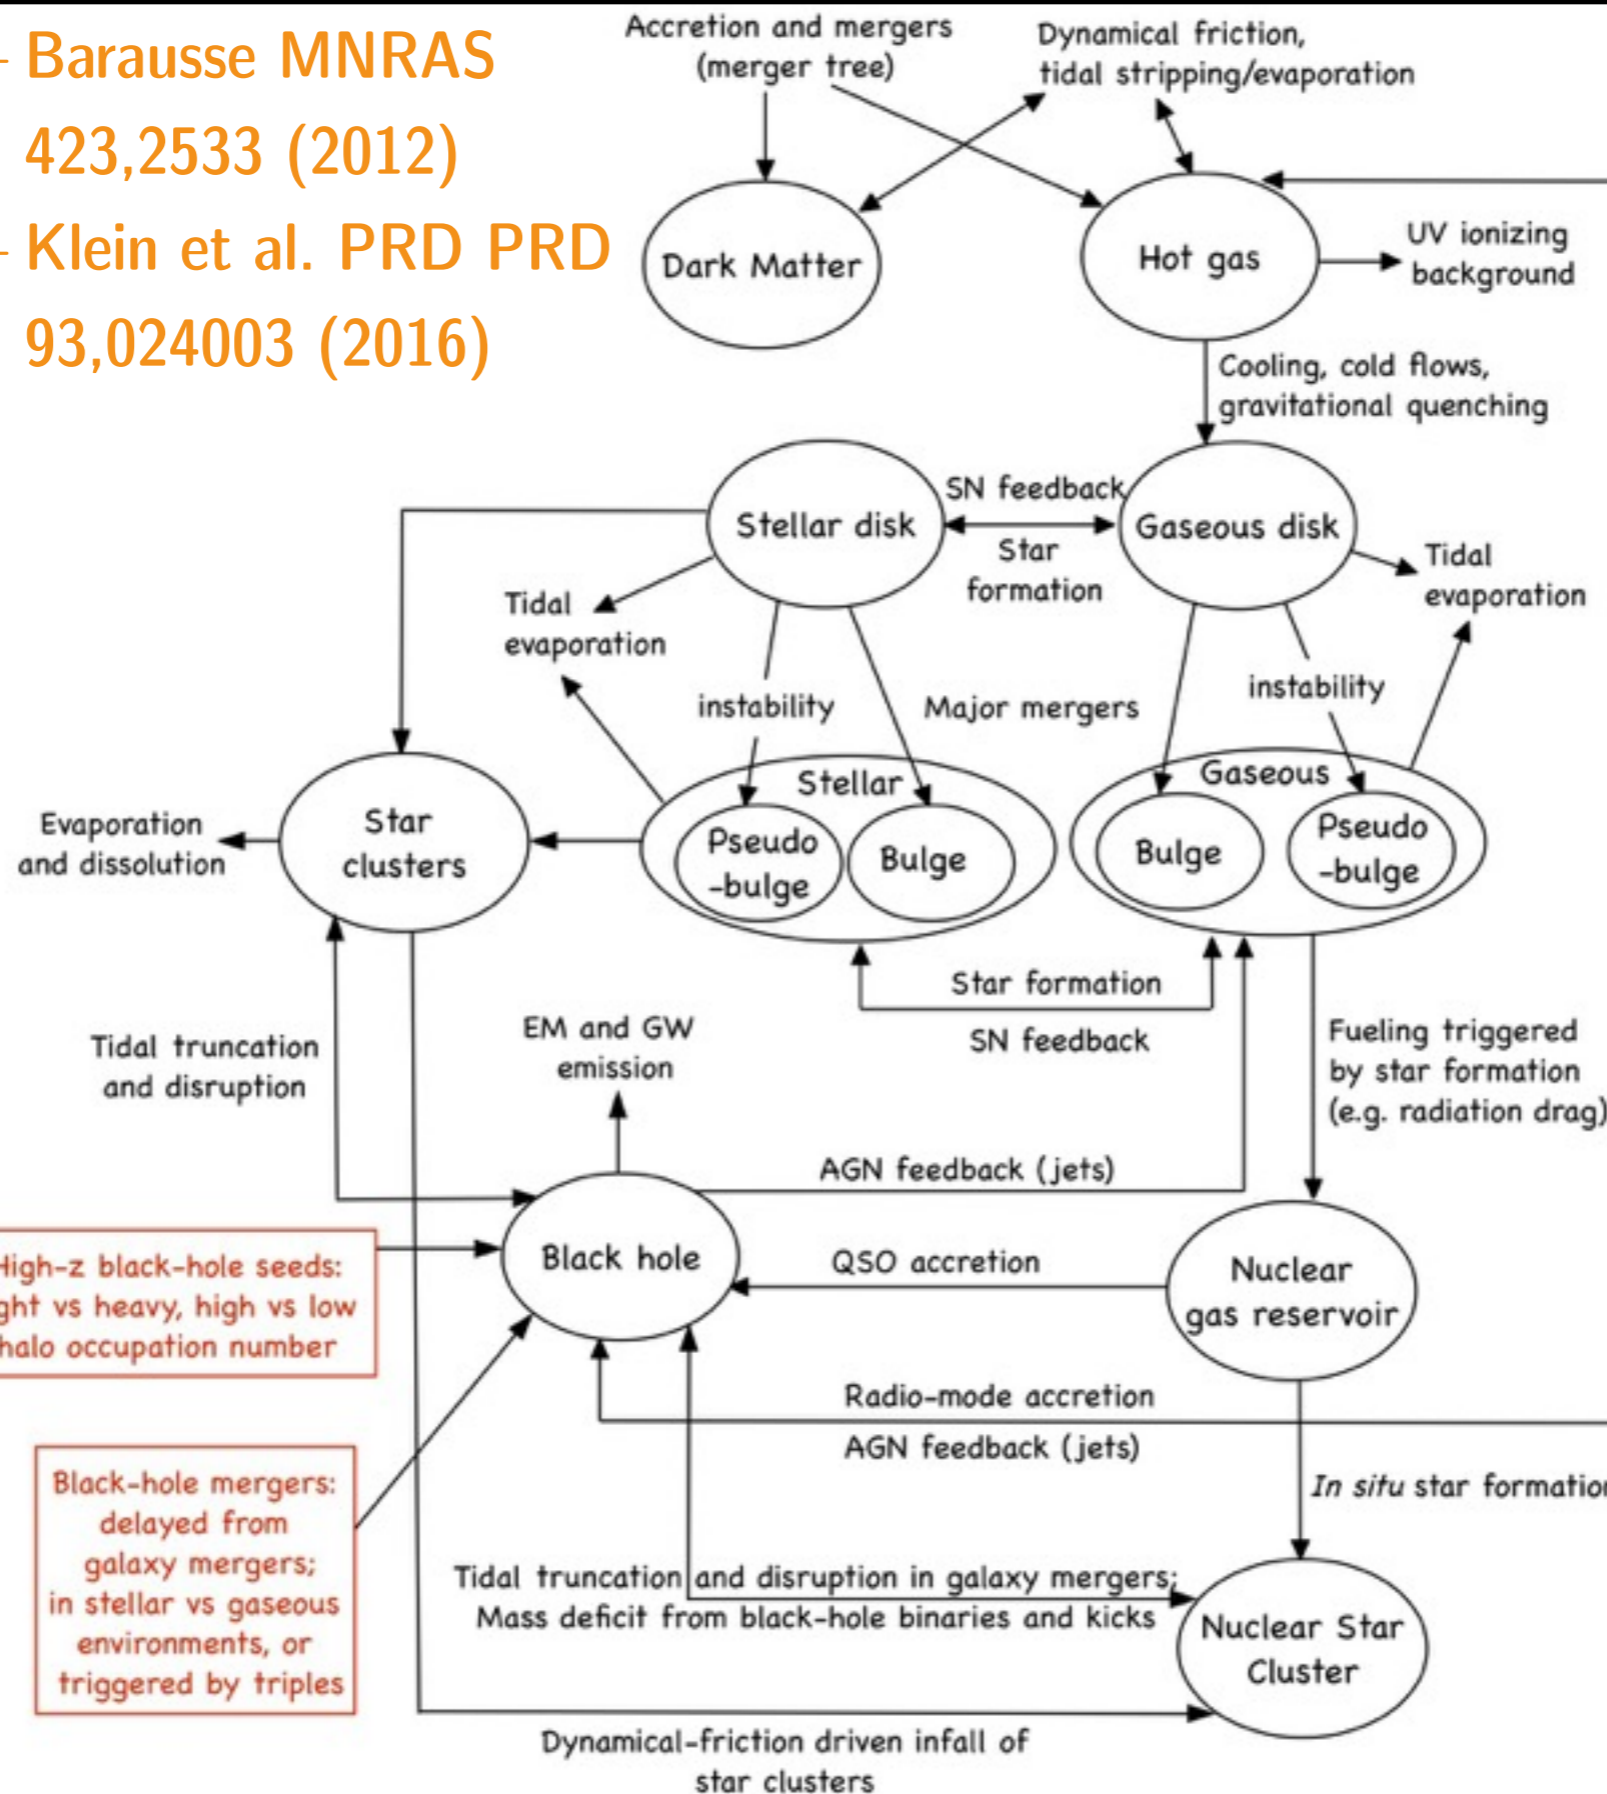 - Barausse MNRAS
423,2533 (2012)
- Klein et al. PRD PRD
93,024003 (2016)
Accretion and mergers
(merger tree)
Dynamical friction,
tidal stripping/evaporation
Dark Matter
Hot gas
UV ionizing
background
Cooling, cold flows,
gravitational quenching
Stellar disk
SN feedback
Star
formation
Gaseous disk
Tidal
evaporation
Tidal
evaporation
instability
Major mergers
instability
Stellar
Pseudo
-bulge
Bulge
Gaseous
Bulge
Pseudo
-bulge
Star
clusters
Evaporation
and dissolution
Star formation
SN feedback
Tidal truncation
and disruption
EM and GW
emission
Fueling triggered
by star formation
(e.g. radiation drag)
AGN feedback (jets)
Black hole
QSO accretion
Nuclear
gas reservoir
High-z black-hole seeds:
ght vs heavy, high vs low
halo occupation number
Radio-mode accretion
AGN feedback (jets)
In situ star formation
Black-hole mergers:
delayed from
galaxy mergers;
in stellar vs gaseous
environments, or
triggered by triples
Tidal truncation and disruption in galaxy mergers;
Mass deficit from black-hole binaries and kicks
Nuclear Star
Cluster
Dynamical-friction driven infall of
star clusters